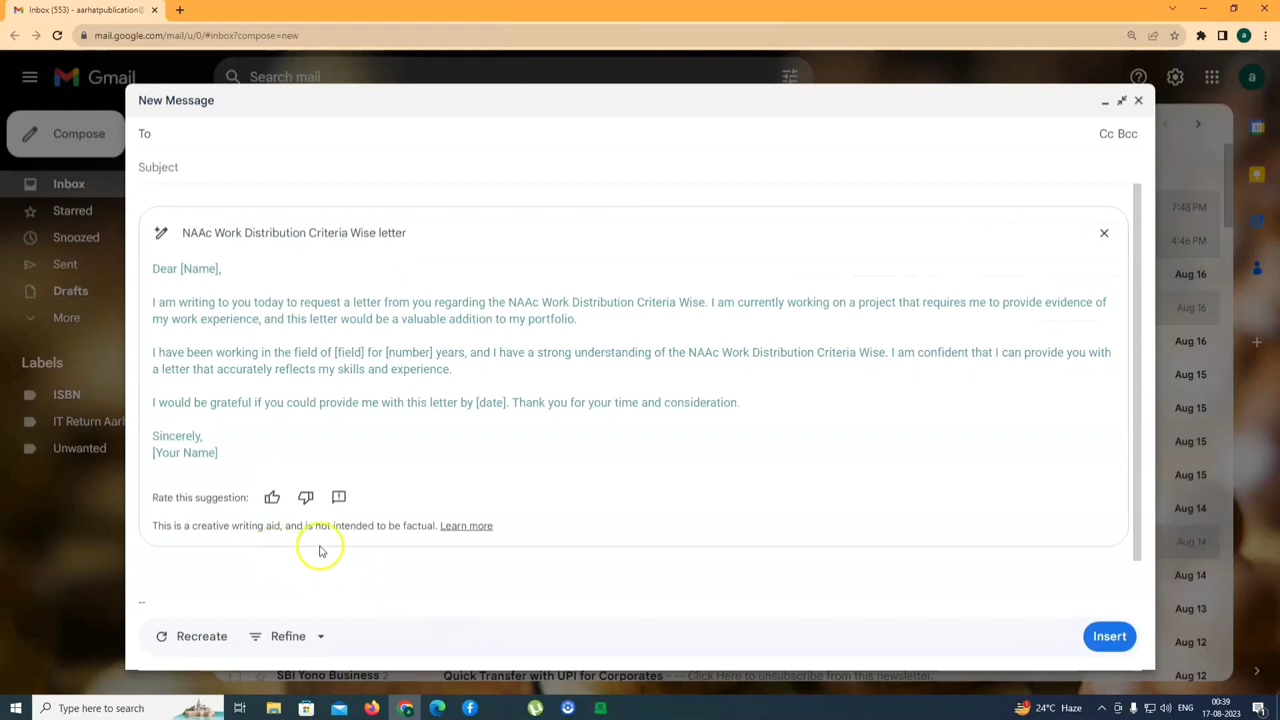 Inbox (553) - aarhatpublication@
mail.google.com/mail/u/0/#inbox?compose=new
a
Gmail
Search mail
a
Compose
Inbox
Starred
Snoozed
Sent
Drafts
More
Labels
ISBN
IT Return Aarh
Unwanted
New Message
To
Cc Bcc
Subject
NAAc Work Distribution Criteria Wise letter
Dear [Name],
I am writing to you today to request a letter from you regarding the NAAc Work Distribution Criteria Wise. I am currently working on a project that requires me to provide evidence of
my work experience, and this letter would be a valuable addition to my portfolio.
I have been working in the field of [field] for [number] years, and I have a strong understanding of the NAAc Work Distribution Criteria Wise. I am confident that I can provide you with
a letter that accurately reflects my skills and experience.
I would be grateful if you could provide me with this letter by [date]. Thank you for your time and consideration.
Sincerely,
[Your Name]
Rate this suggestion:
This is a creative writing aid, and is not intended to be factual. Learn more
--
Recreate
Refine
Insert
7:48 PM
4:46 PM
Aug 16
Aug 16
Aug 16
Aug 15
Aug 15
Aug 15
Aug 15
Aug 14
Aug 14
Aug 14
Aug 13
Aug 12
Aug 12
SBI Yono Business 2
Quick Transfer with UPI for Corporates -- Click Here to unsubscribe from this newsletter.
Type here to search
24°C Haze
ENG
00:39
17-08-2023
1